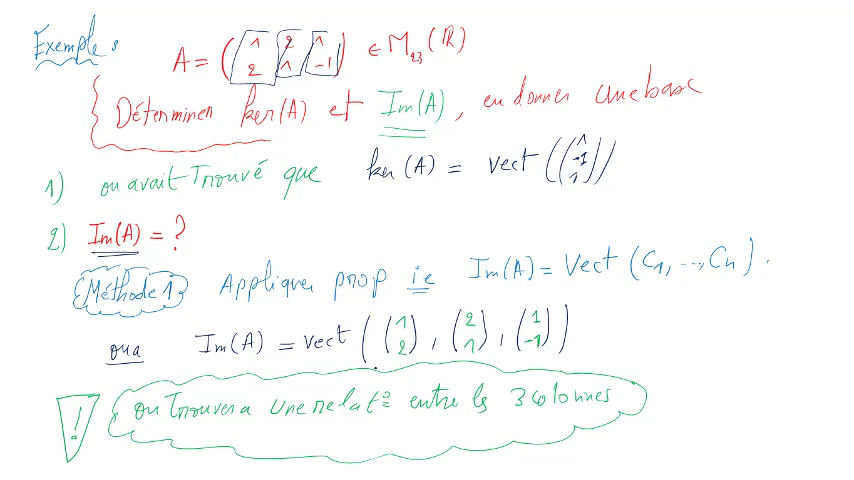 Exemple :
A = (1 2 1
2 1 -1) ∈ M₂₃(ℝ)
Déterminer ker(A) et Im(A), en donner une base
1) on avait Trouvé que ker(A) = Vect((1 -1 1))
2) Im(A) = ?
Méthode 1 Appliquer prop ie Im(A) = Vect(C₁, ..., Cₙ).
on a Im(A) = Vect((1 2), (2 1), (1 -1))
! on Trouvera une relat° entre les 3 colonnes